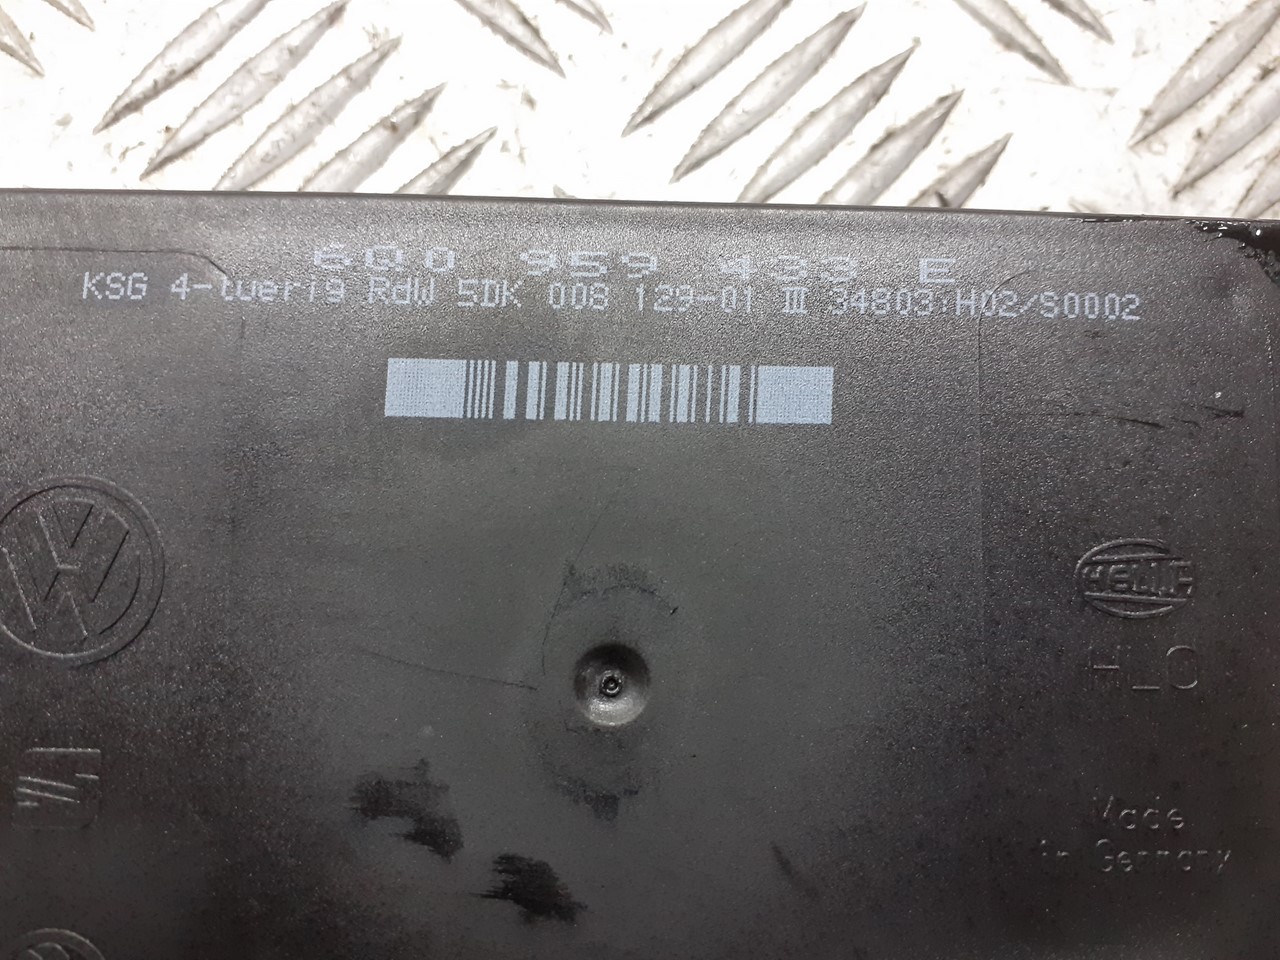 6Q0 959 433 E
KSG 4-tuerig RdW 5DK 008 129-01 III 34803:H02/S0002
HELLA
HLO
Made
in Germany